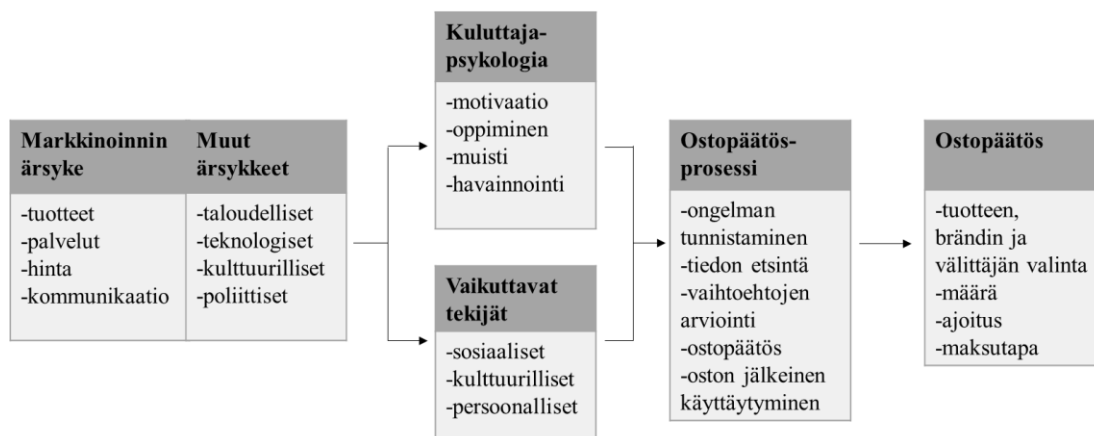 Markkinoinnin
ärsyke
-tuotteet
-palvelut
-hinta
-kommunikaatio
Muut
ärsykkeet
-taloudelliset
-teknologiset
-kulttuurilliset
-poliittiset
Kuluttaja-
psykologia
-motivaatio
-oppiminen
-muisti
-havainnointi
Vaikuttavat
tekijät
-sosiaaliset
-kulttuurilliset
-persoonalliset
Ostopäätös-
prosessi
-ongelman
tunnistaminen
-tiedon etsintä
-vaihtoehtojen
arviointi
-ostopäätös
-oston jälkeinen
käyttäytyminen
Ostopäätös
-tuotteen,
brändin ja
välittäjän valinta
-määrä
-ajoitus
-maksutapa